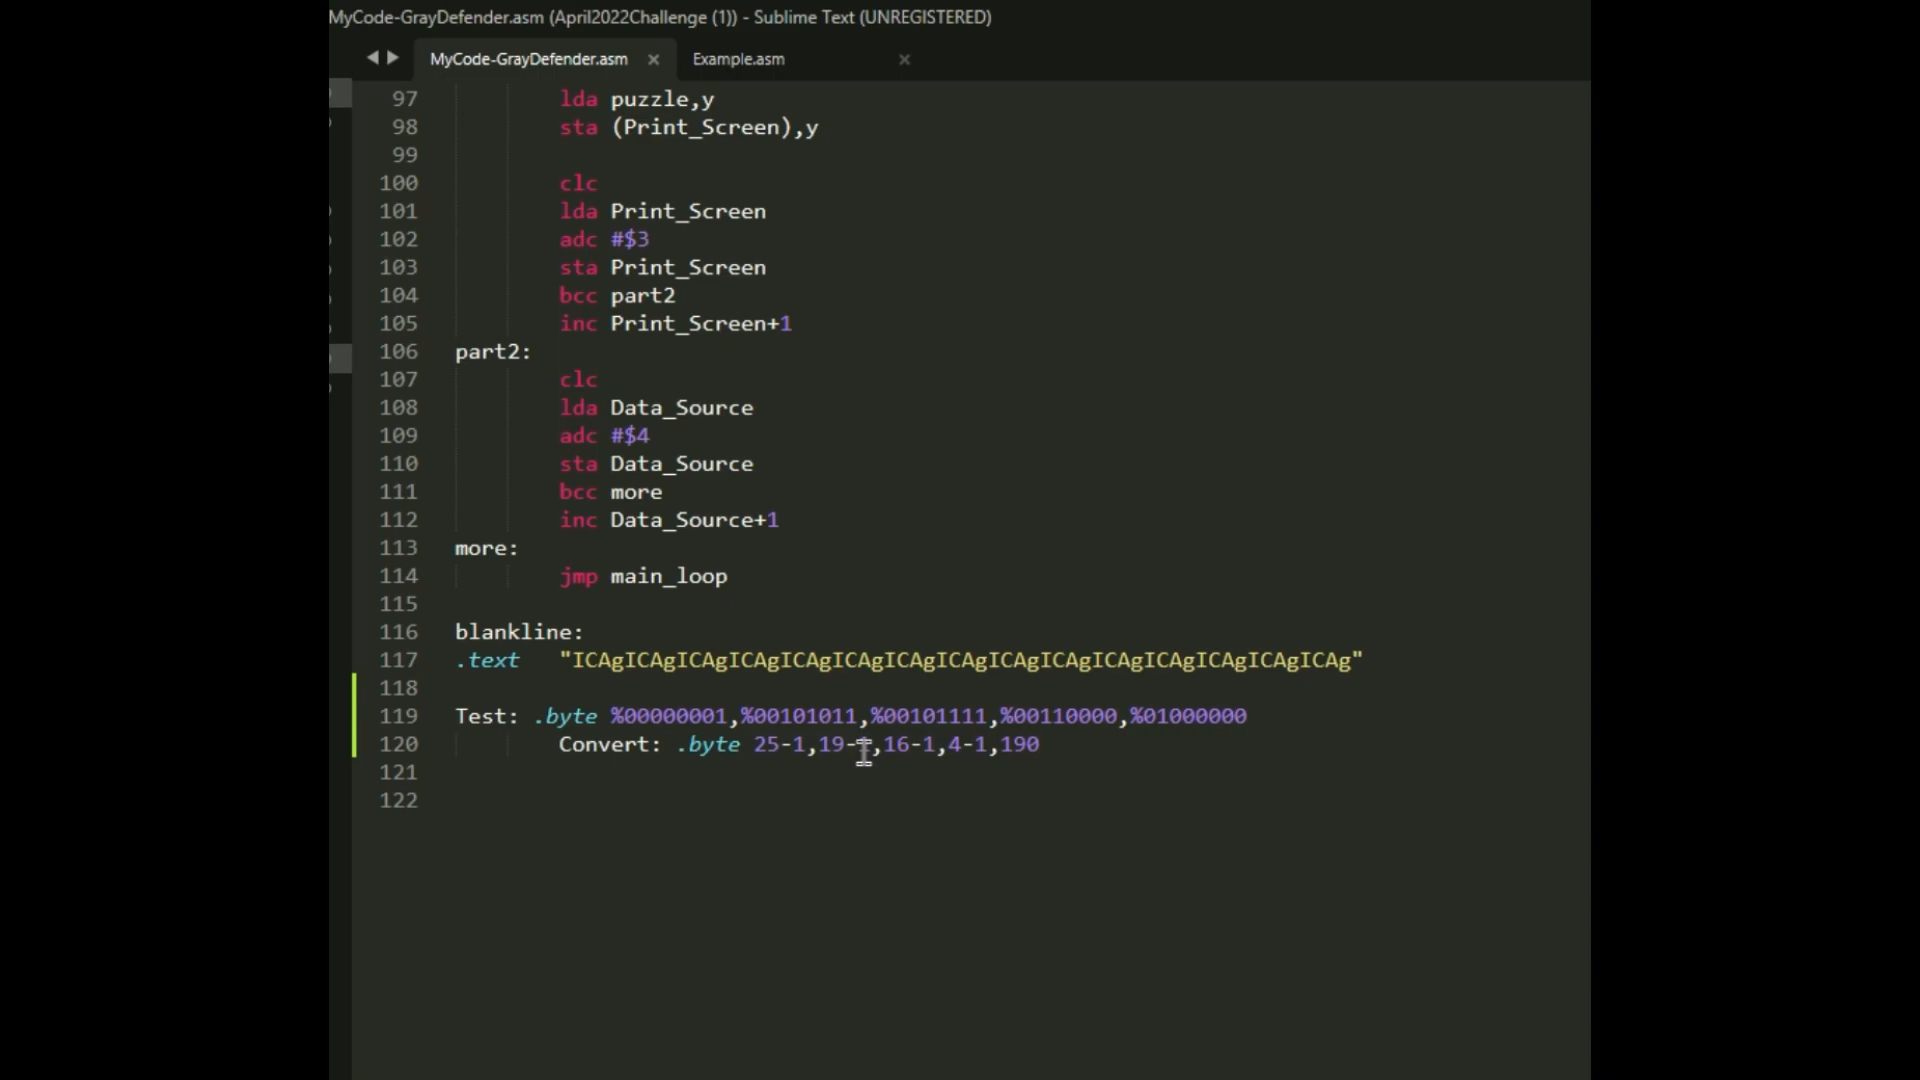 MyCode-GrayDefender.asm (April2022Challenge (1)) - Sublime Text (UNREGISTERED)
MyCode-GrayDefender.asm Example.asm
97 lda puzzle,y
98 sta (Print_Screen),y
99
100 clc
101 lda Print_Screen
102 adc #$3
103 sta Print_Screen
104 bcc part2
105 inc Print_Screen+1
106 part2:
107 clc
108 lda Data_Source
109 adc #$4
110 sta Data_Source
111 bcc more
112 inc Data_Source+1
113 more:
114 jmp main_loop
115
116 blankline:
117 .text "ICAgICAgICAgICAgICAgICAgICAgICAgICAgICAgICAgICAgICAgICAgICAg"
118
119 Test: .byte %00000001,%00101011,%00101111,%00110000,%01000000
120 Convert: .byte 25-1,19-1,16-1,4-1,190
121
122